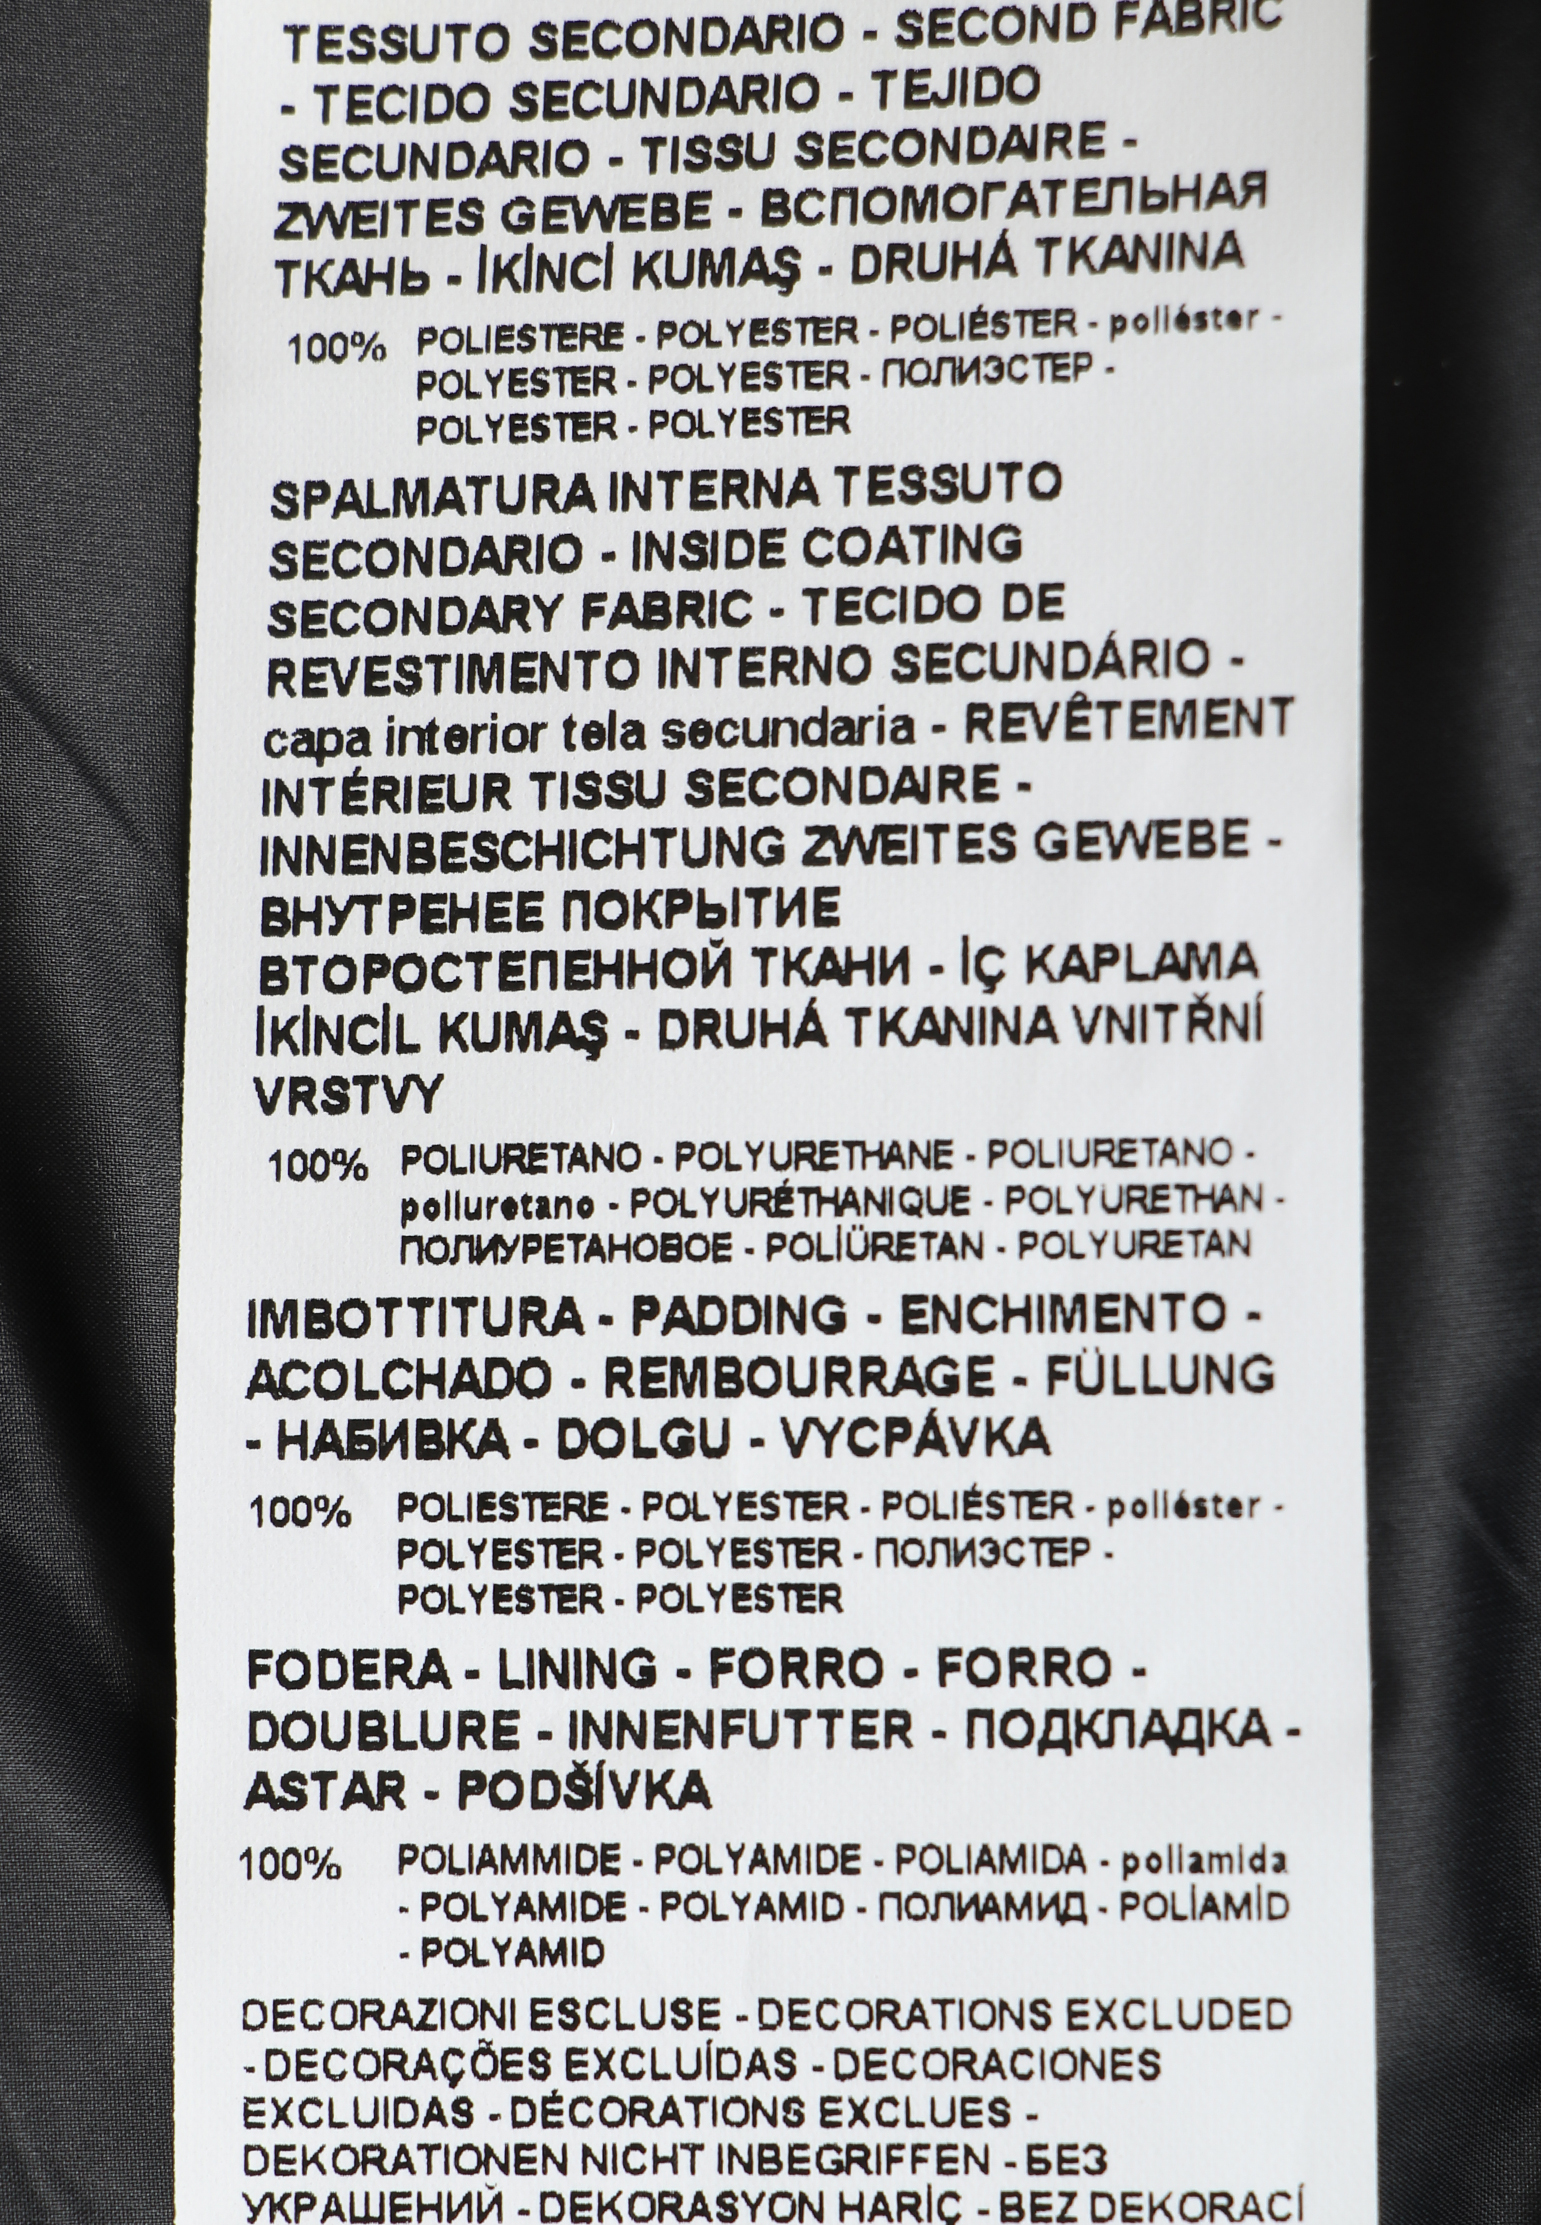 TESSUTO SECONDARIO - SECOND FABRIC
- TECIDO SECUNDARIO - TEJIDO
SECUNDARIO - TISSU SECONDAIRE -
ZWEITES GEWEBE - ВСПОМОГАТЕЛЬНАЯ
ТКАНЬ - İKİNCİ KUMAŞ - DRUHÁ TKANINA
100% POLIESTERE - POLYESTER - POLIÉSTER - poliéster -
POLYESTER - POLYESTER - ПОЛИЭСТЕР -
POLYESTER - POLYESTER
SPALMATURA INTERNA TESSUTO
SECONDARIO - INSIDE COATING
SECONDARY FABRIC - TECIDO DE
REVESTIMENTO INTERNO SECUNDÁRIO -
capa interior tela secundaria - REVÊTEMENT
INTÉRIEUR TISSU SECONDAIRE -
INNENBESCHICHTUNG ZWEITES GEWEBE -
ВНУТРЕНЕЕ ПОКРЫТИЕ
ВТОРОСТЕПЕННОЙ ТКАНИ - İÇ KAPLAMA
İKİNCİL KUMAŞ - DRUHÁ TKANINA VNITŘNÍ
VRSTVY
100% POLIURETANO - POLYURETHANE - POLIURETANO -
poliuretano - POLYURÉTHANIQUE - POLYURETHAN -
ПОЛИУРЕТАНОВОЕ - POLİÜRETAN - POLYURETAN
IMBOTTITURA - PADDING - ENCHIMENTO -
ACOLCHADO - REMBOURRAGE - FÜLLUNG
- НАБИВКА - DOLGU - VYCPÁVKA
100% POLIESTERE - POLYESTER - POLIÉSTER - poliéster -
POLYESTER - POLYESTER - ПОЛИЭСТЕР -
POLYESTER - POLYESTER
FODERA - LINING - FORRO - FORRO -
DOUBLURE - INNENFUTTER - ПОДКЛАДКА -
ASTAR - PODŠÍVKA
100% POLIAMMIDE - POLYAMIDE - POLIAMIDA - poliamida
- POLYAMIDE - POLYAMID - ПОЛИАМИД - POLİAMİD
- POLYAMID
DECORAZIONI ESCLUSE - DECORATIONS EXCLUDED
- DECORAÇÕES EXCLUÍDAS - DECORACIONES
EXCLUIDAS - DÉCORATIONS EXCLUES -
DEKORATIONEN NICHT INBEGRIFFEN - БЕЗ
УКРАШЕНИЙ - DEKORASYON HARİÇ - BEZ DEKORACÍ